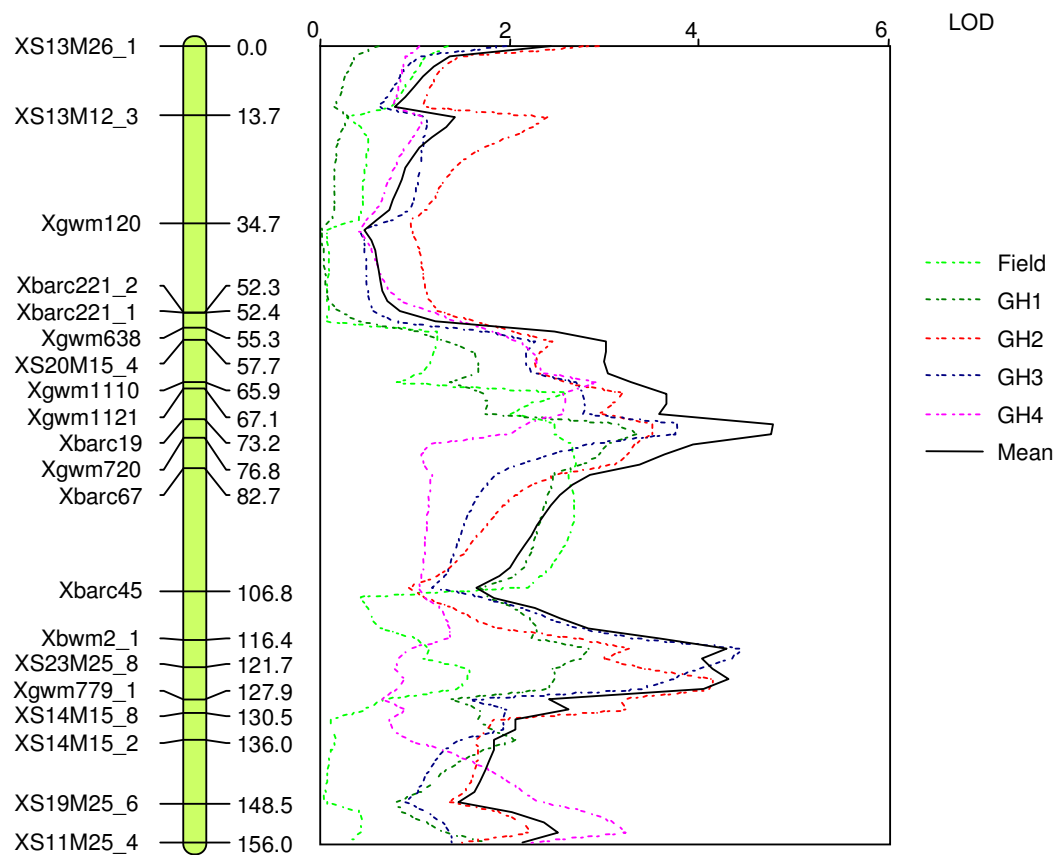 0 2 4 6 LOD
XS13M26_1 0.0
XS13M12_3 13.7
Xgwm120 34.7
Xbarc221_2 52.3
Xbarc221_1 52.4
Xgwm638 55.3
XS20M15_4 57.7
Xgwm1110 65.9
Xgwm1121 67.1
Xbarc19 73.2
Xgwm720 76.8
Xbarc67 82.7
Xbarc45 106.8
Xbwm2_1 116.4
XS23M25_8 121.7
Xgwm779_1 127.9
XS14M15_8 130.5
XS14M15_2 136.0
XS19M25_6 148.5
XS11M25_4 156.0
Field
GH1
GH2
GH3
GH4
Mean